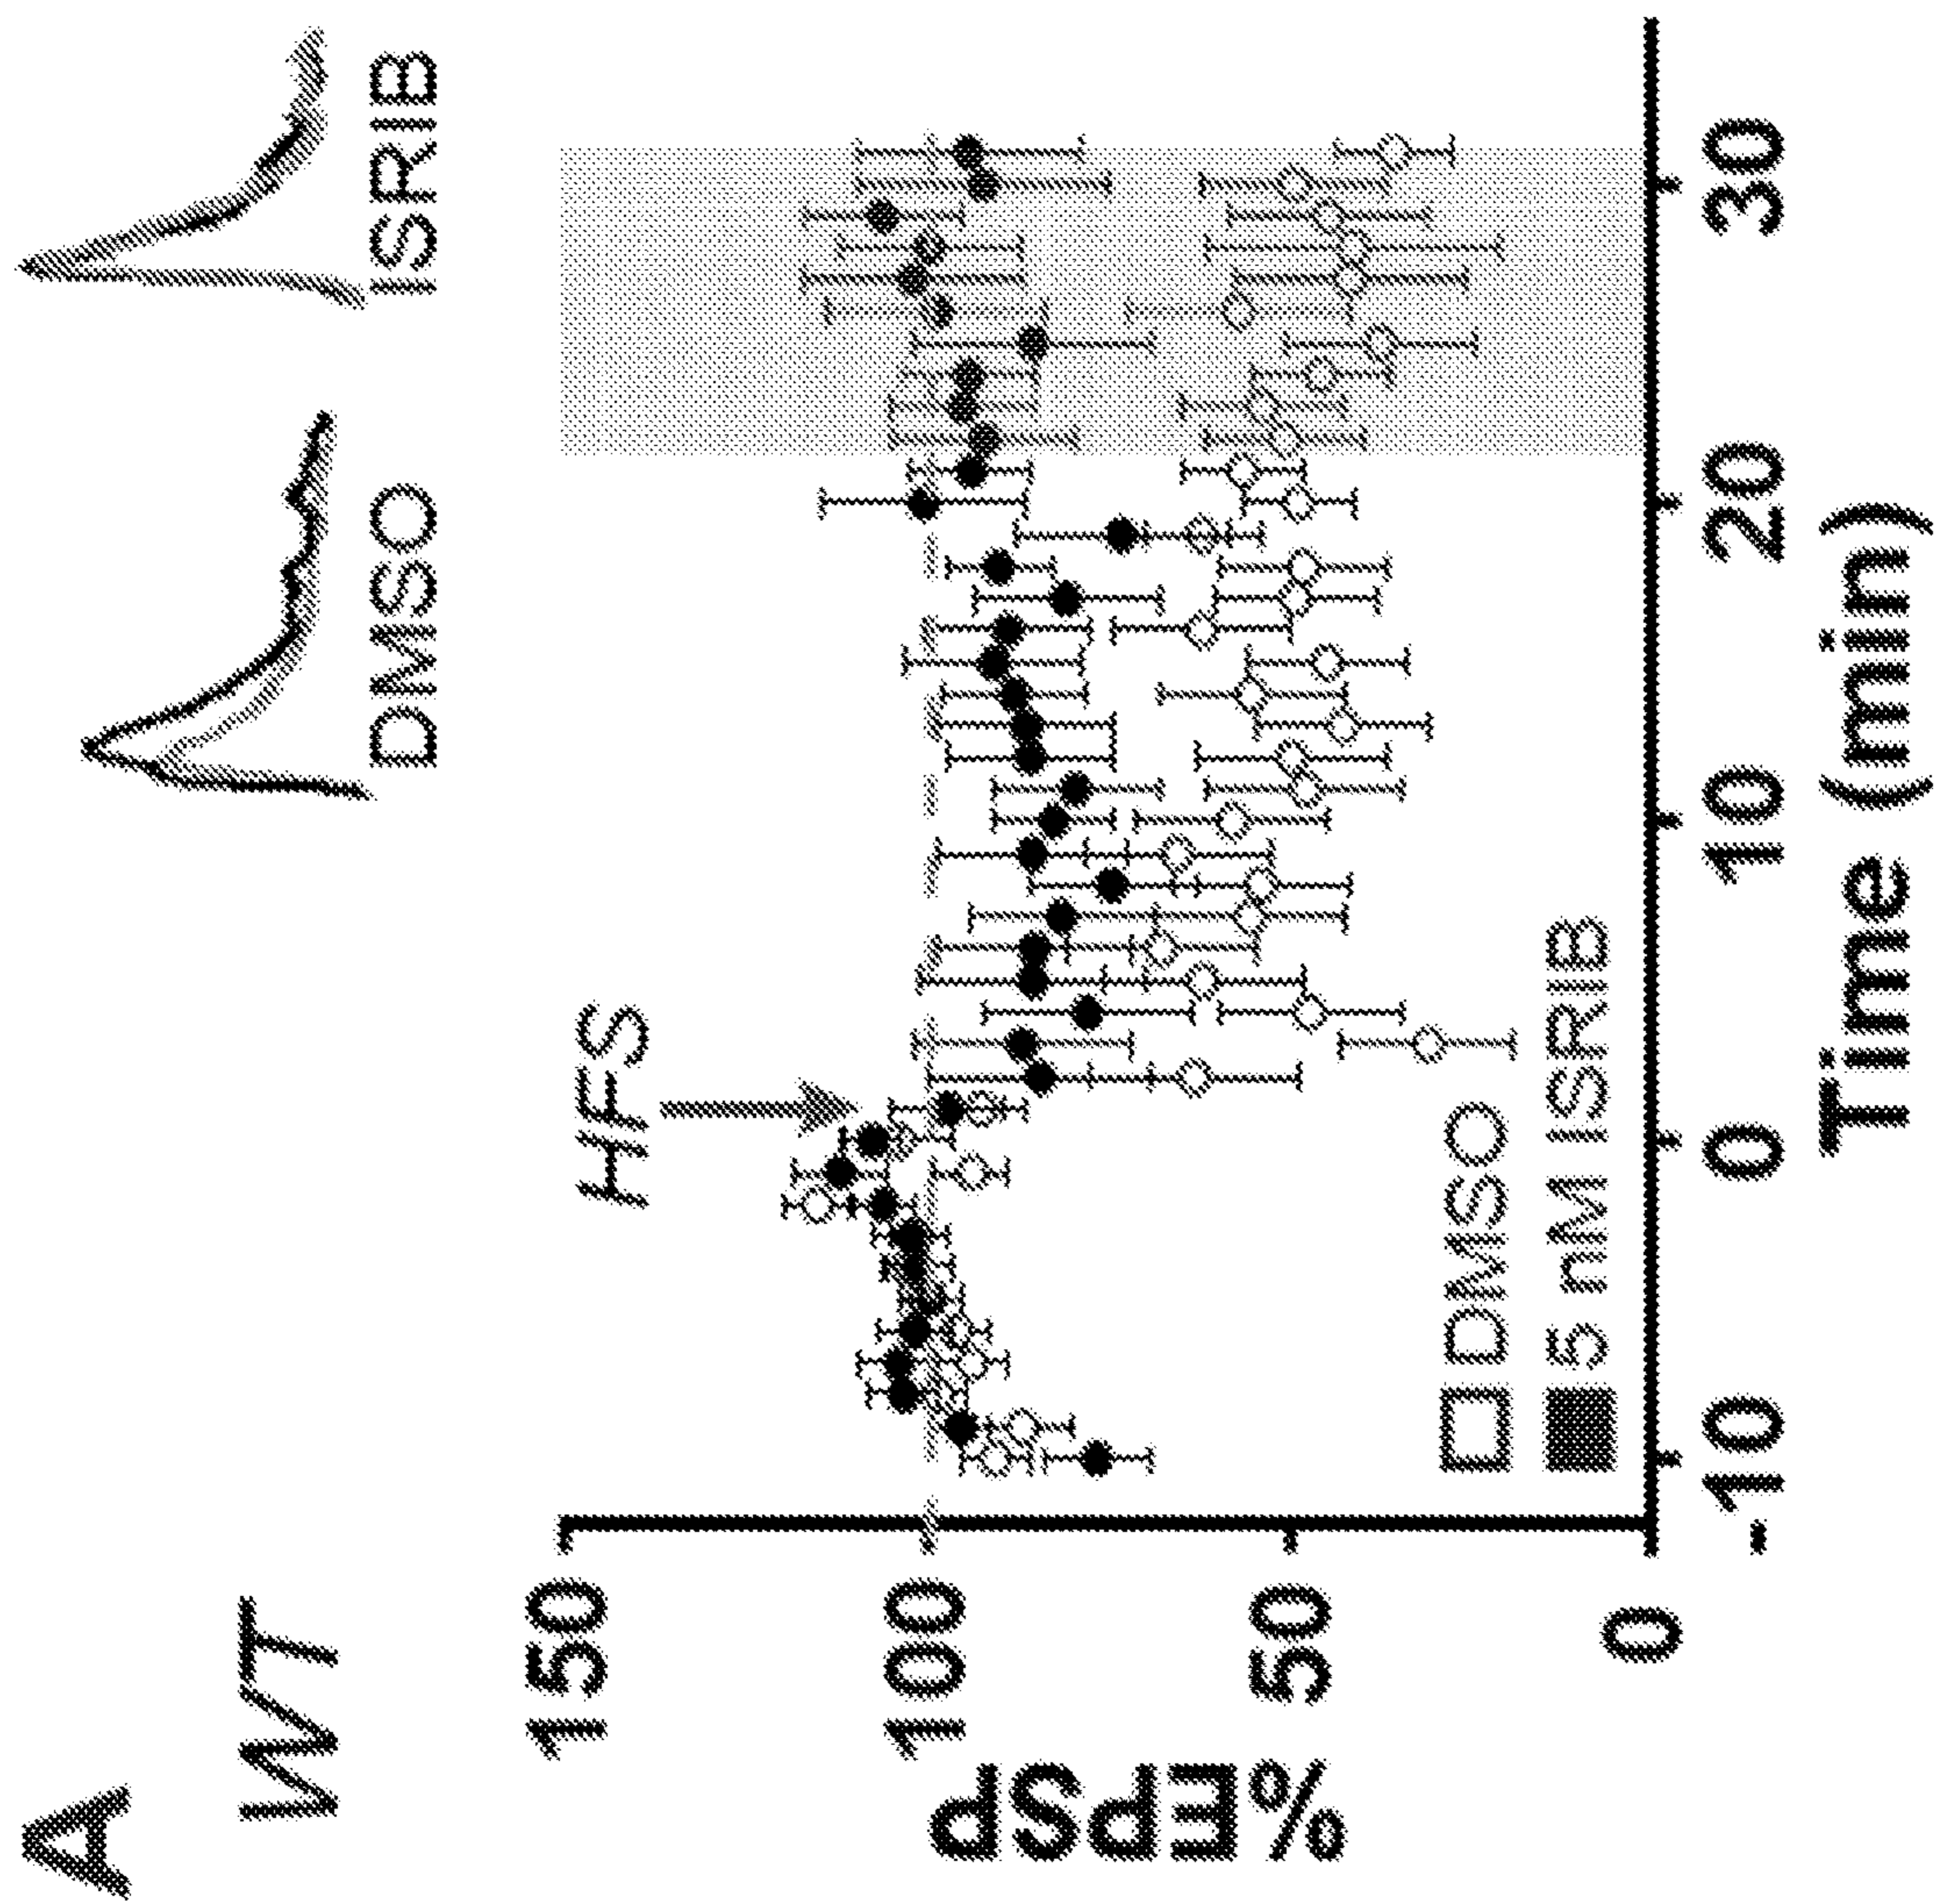 A
WT
DMSO
ISRIB
HFS
150
100
50
0
%EPSP
DMSO
5 nM ISRIB
-10
0
10
20
30
Time (min)